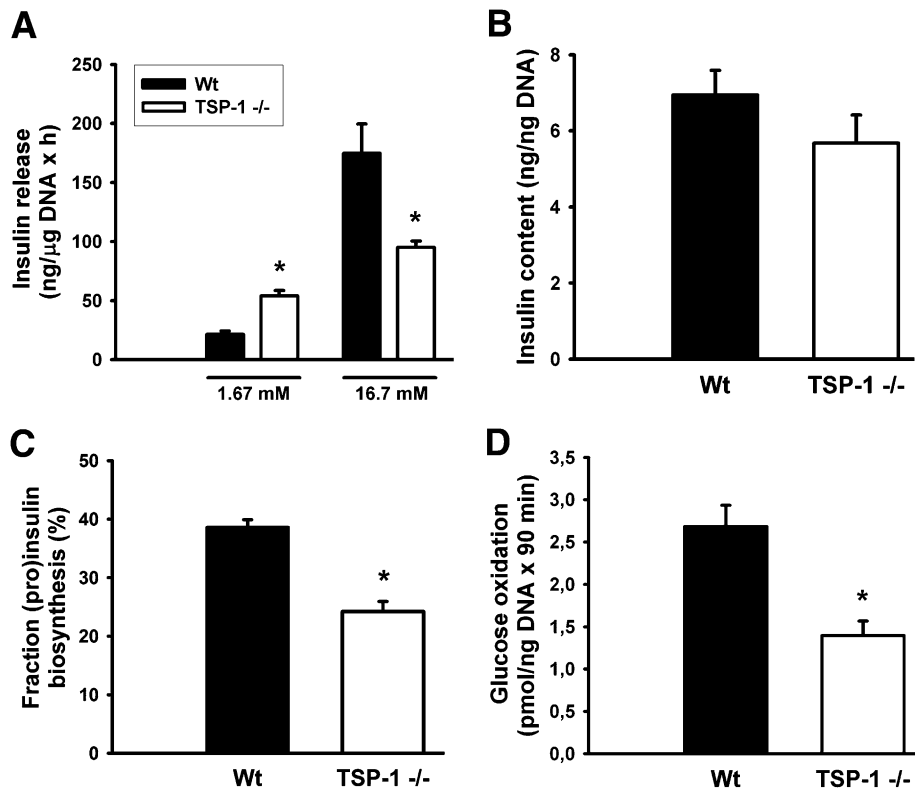 A
Insulin release
(ng/µg DNA x h)
250
200
150
100
50
0
Wt
TSP-1 -/-
*
*
1.67 mM
16.7 mM
B
Insulin content (ng/ng DNA)
8
6
4
2
0
Wt
TSP-1 -/-
C
Fraction (pro)insulin
biosynthesis (%)
50
40
30
20
10
0
*
Wt
TSP-1 -/-
D
Glucose oxidation
(pmol/ng DNA x 90 min)
3,5
3,0
2,5
2,0
1,5
1,0
0,5
0,0
*
Wt
TSP-1 -/-